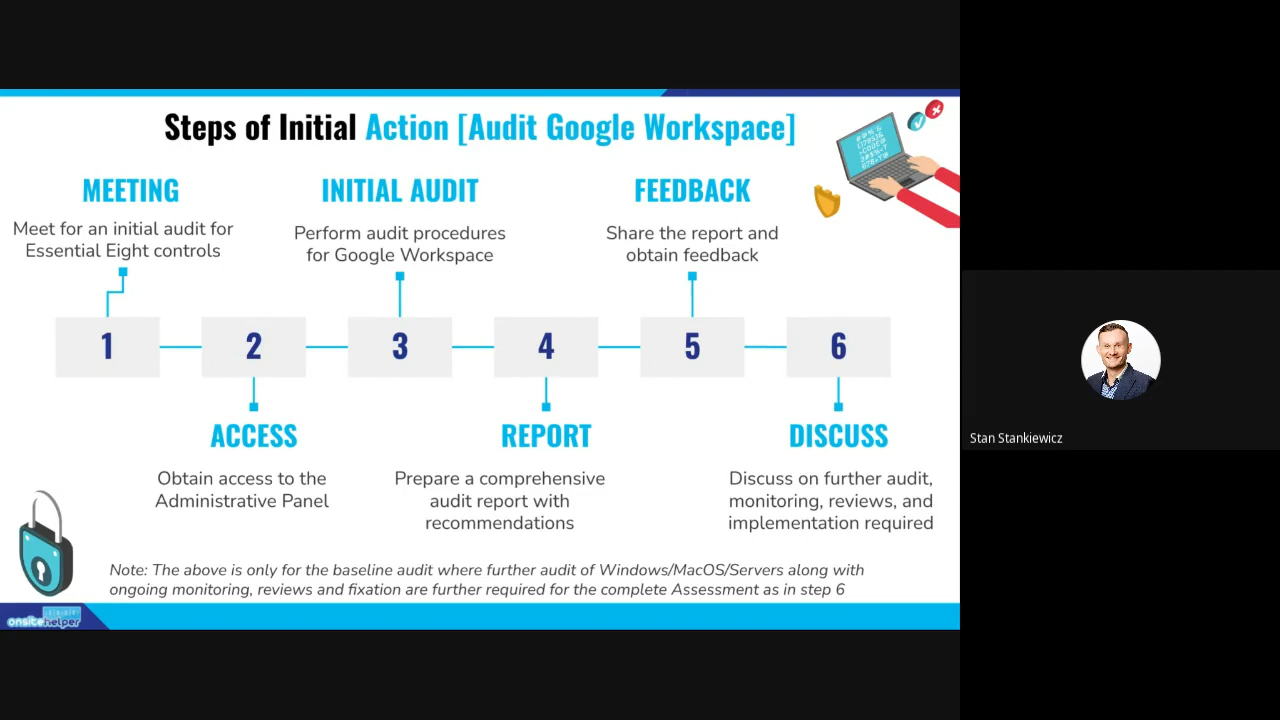 Steps of Initial Action [Audit Google Workspace]
MEETING
Meet for an initial audit for
Essential Eight controls
INITIAL AUDIT
Perform audit procedures
for Google Workspace
FEEDBACK
Share the report and
obtain feedback
1
2
3
4
5
6
ACCESS
Obtain access to the
Administrative Panel
REPORT
Prepare a comprehensive
audit report with
recommendations
DISCUSS
Discuss on further audit,
monitoring, reviews, and
implementation required
Note: The above is only for the baseline audit where further audit of Windows/MacOS/Servers along with
ongoing monitoring, reviews and fixation are further required for the complete Assessment as in step 6
onsitehelper
Stan Stankiewicz